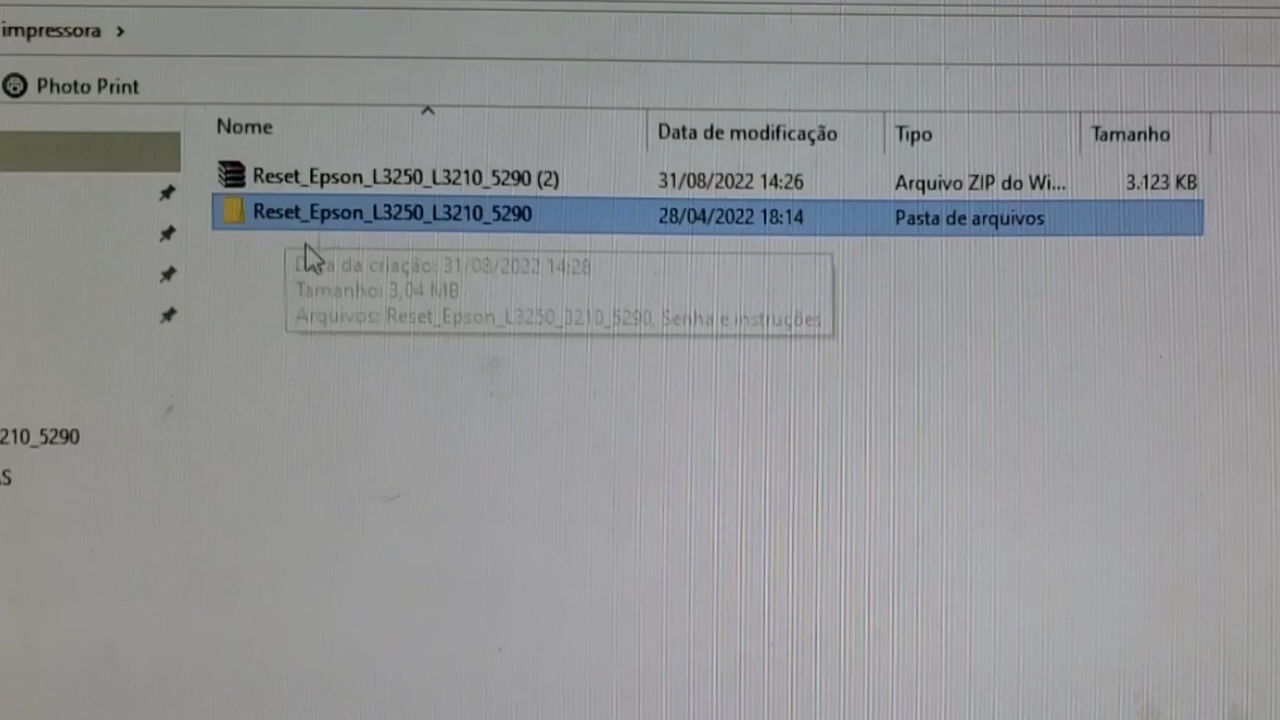 impressora >
Photo Print
Nome
Data de modificação
Tipo
Tamanho
Reset_Epson_L3250_L3210_5290 (2)
31/08/2022 14:26
Arquivo ZIP do Wi...
3.123 KB
Reset_Epson_L3250_L3210_5290
28/04/2022 18:14
Pasta de arquivos
Data da criação: 31/08/2022 14:28
Tamanho: 3,04 MB
Arquivos: Reset_Epson_L3250_3210_5290, Senha e instruções
210_5290
S